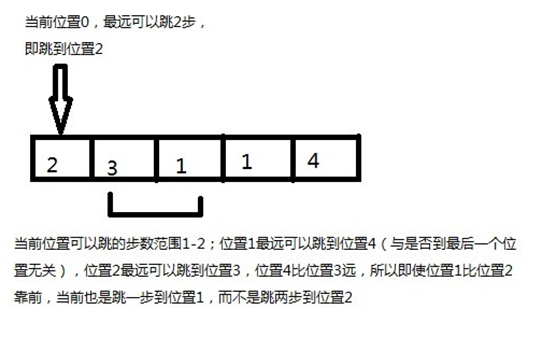 当前位置0，最远可以跳2步，
即跳到位置2
2 3 1 1 4
当前位置可以跳的步数范围1-2；位置1最远可以跳到位置4（与是否到最后一个位
置无关），位置2最远可以跳到位置3，位置4比位置3远，所以即使位置1比位置2
靠前，当前也是跳一步到位置1，而不是跳两步到位置2